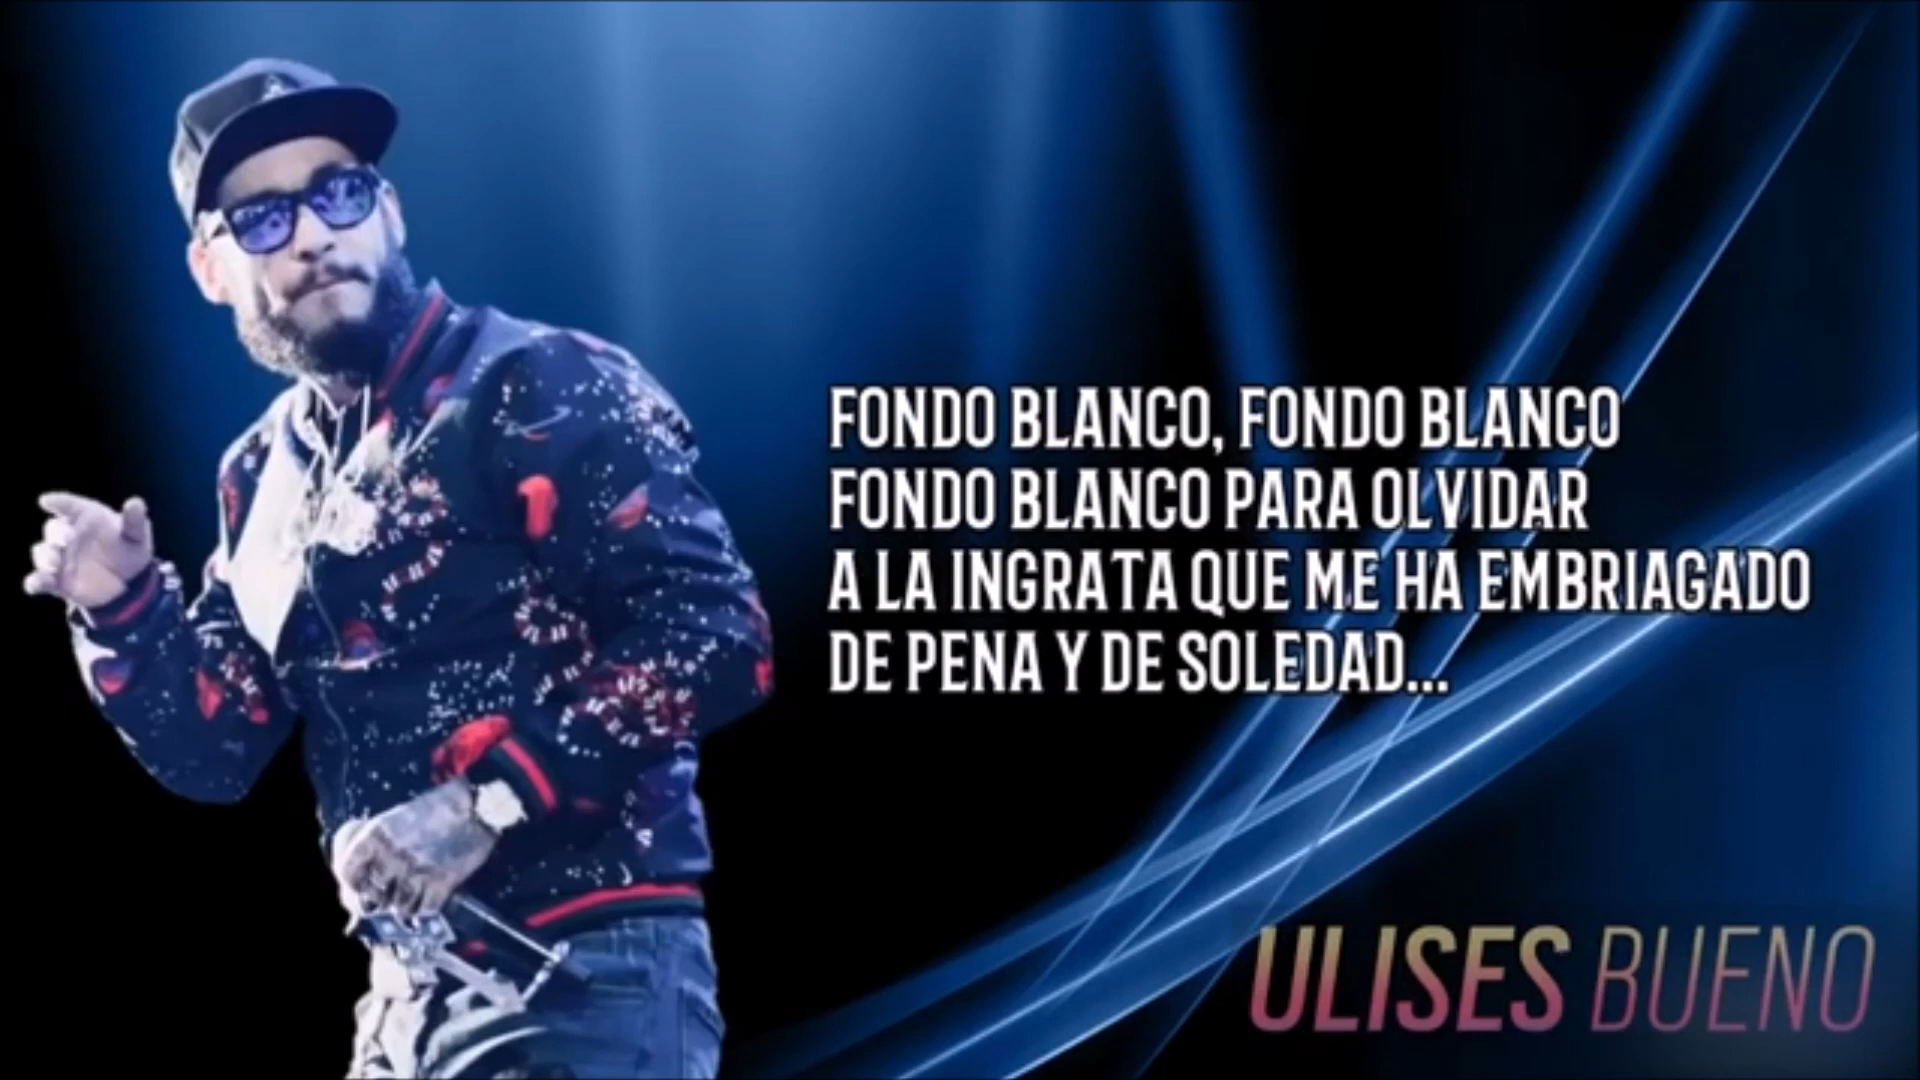 FONDO BLANCO, FONDO BLANCO
FONDO BLANCO PARA OLVIDAR
A LA INGRATA QUE ME HA EMBRIAGADO
DE PENA Y DE SOLEDAD...
ULISES BUENO